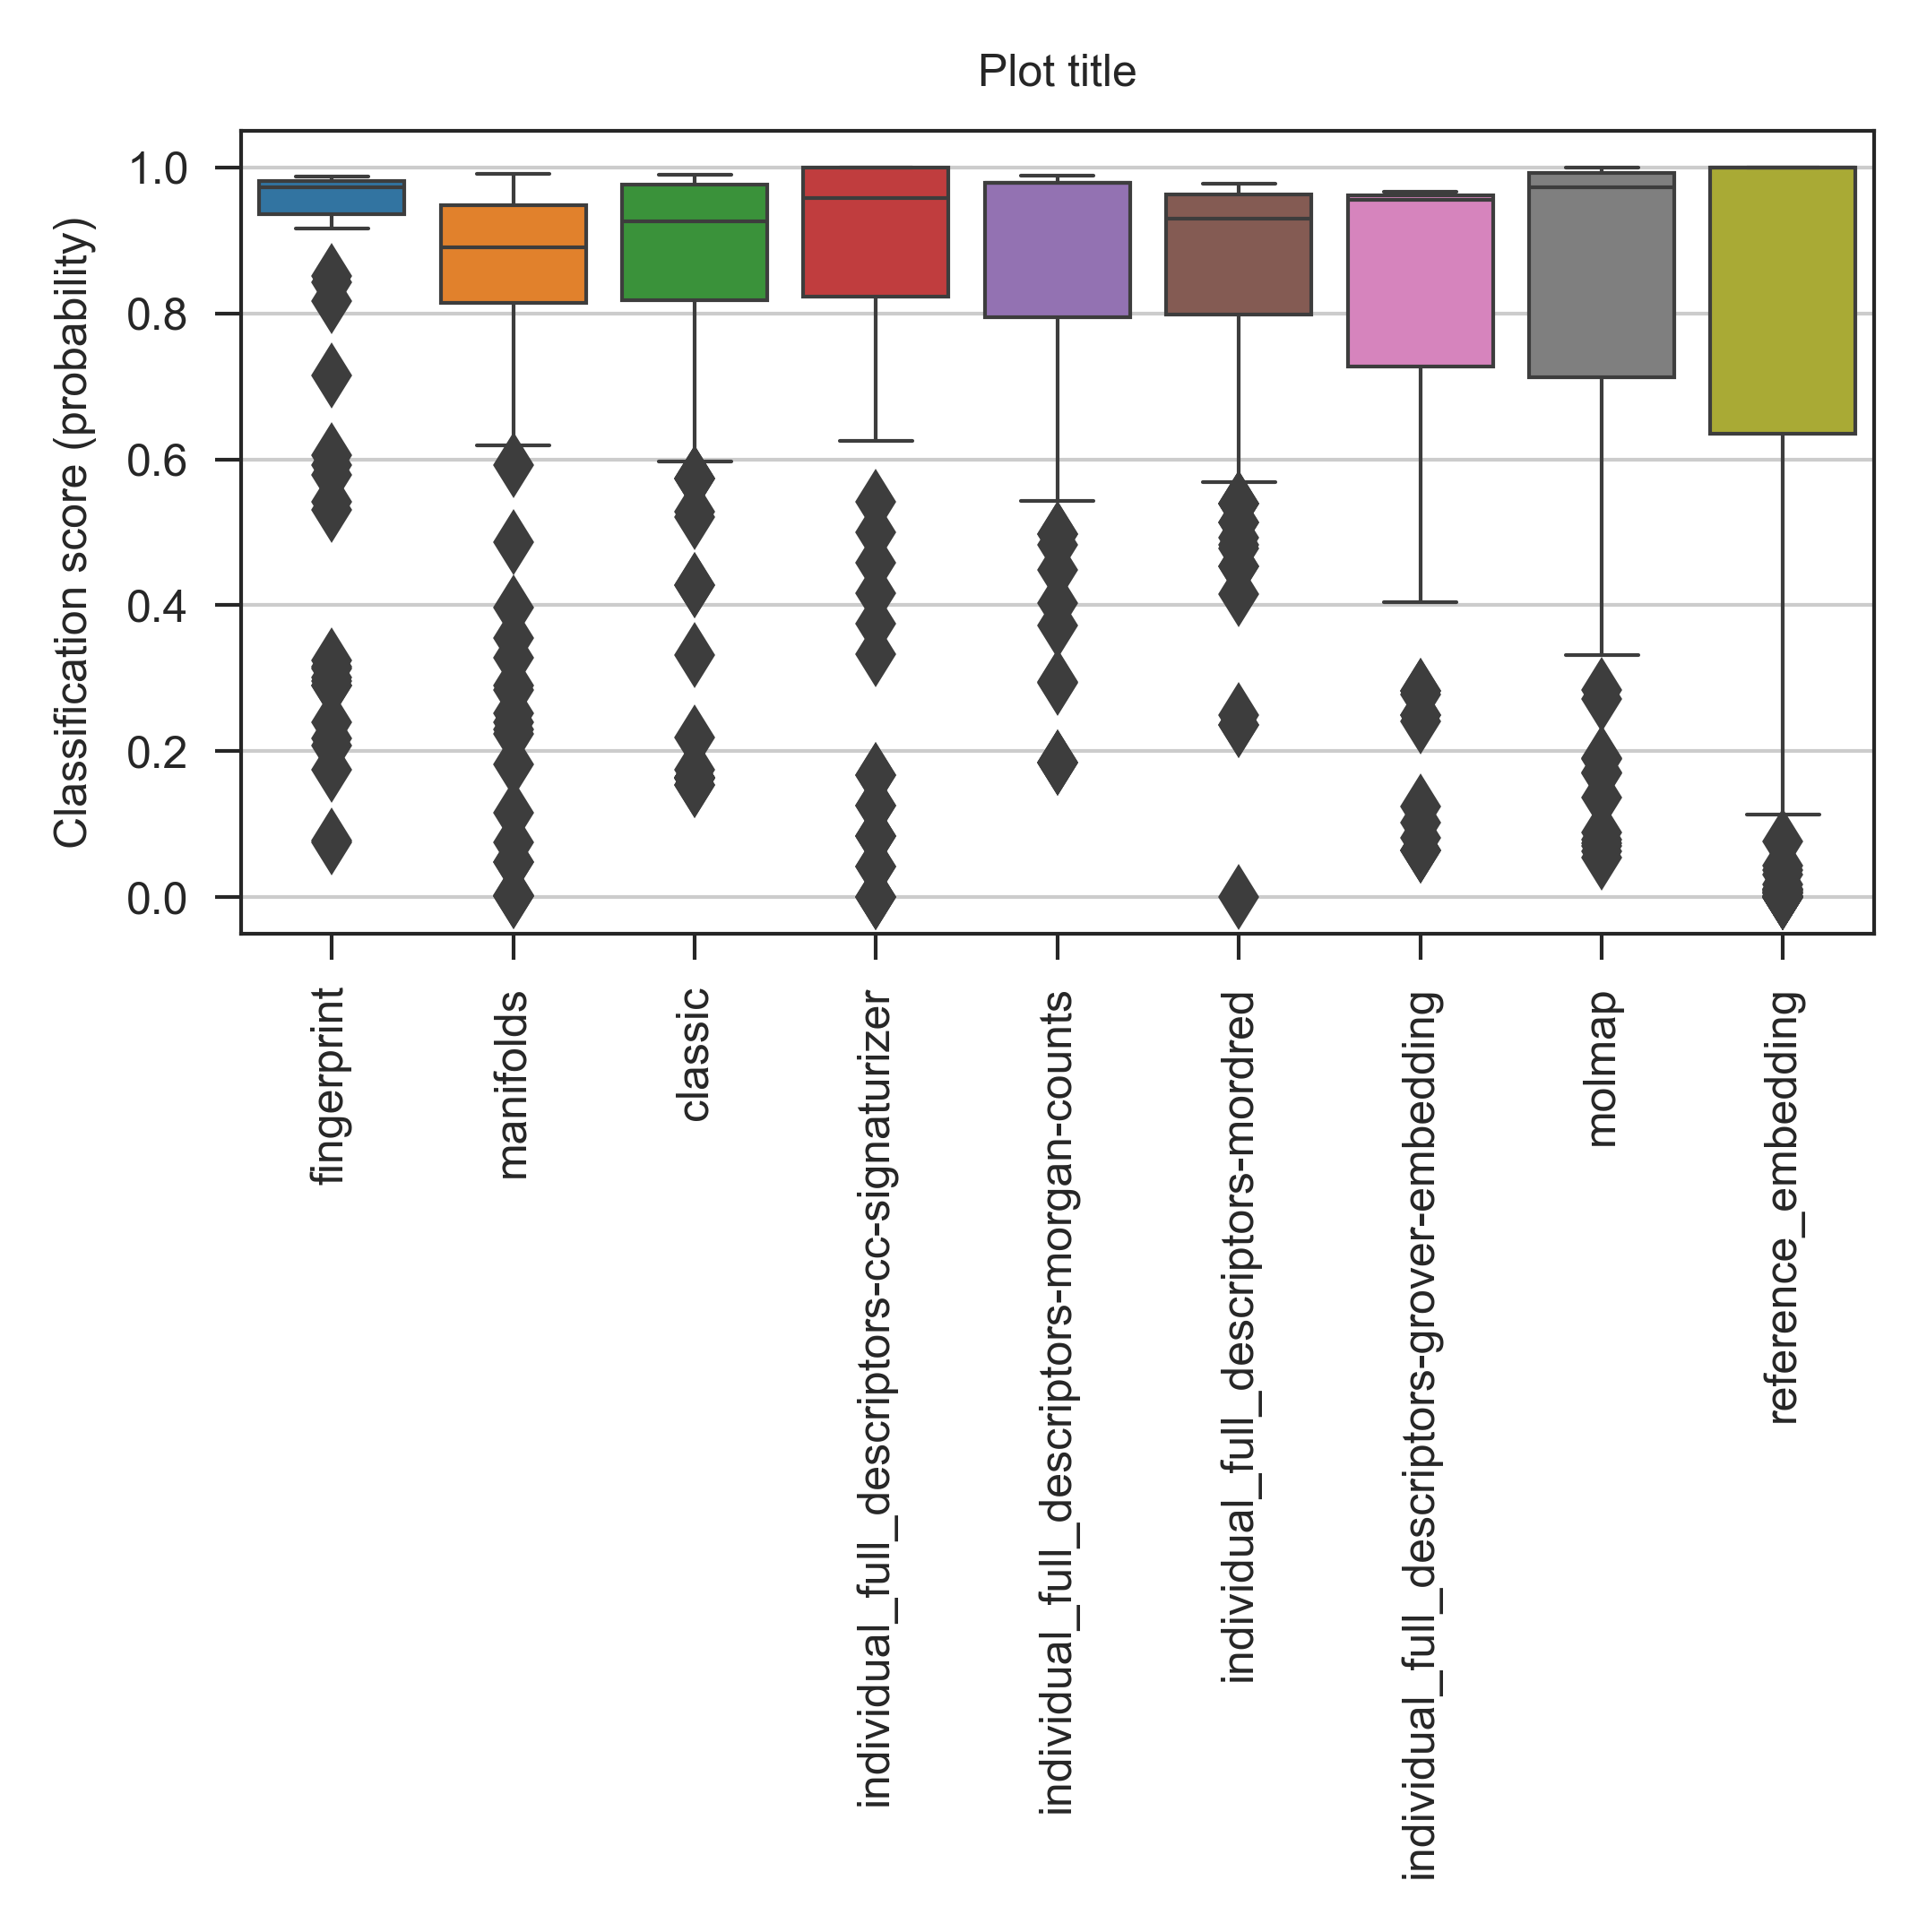 Plot title
Classification score (probability)
1.0
0.8
0.6
0.4
0.2
0.0
fingerprint
manifolds
classic
individual_full_descriptors-cc-signaturizer
individual_full_descriptors-morgan-counts
individual_full_descriptors-mordred
individual_full_descriptors-grover-embedding
molmap
reference_embedding